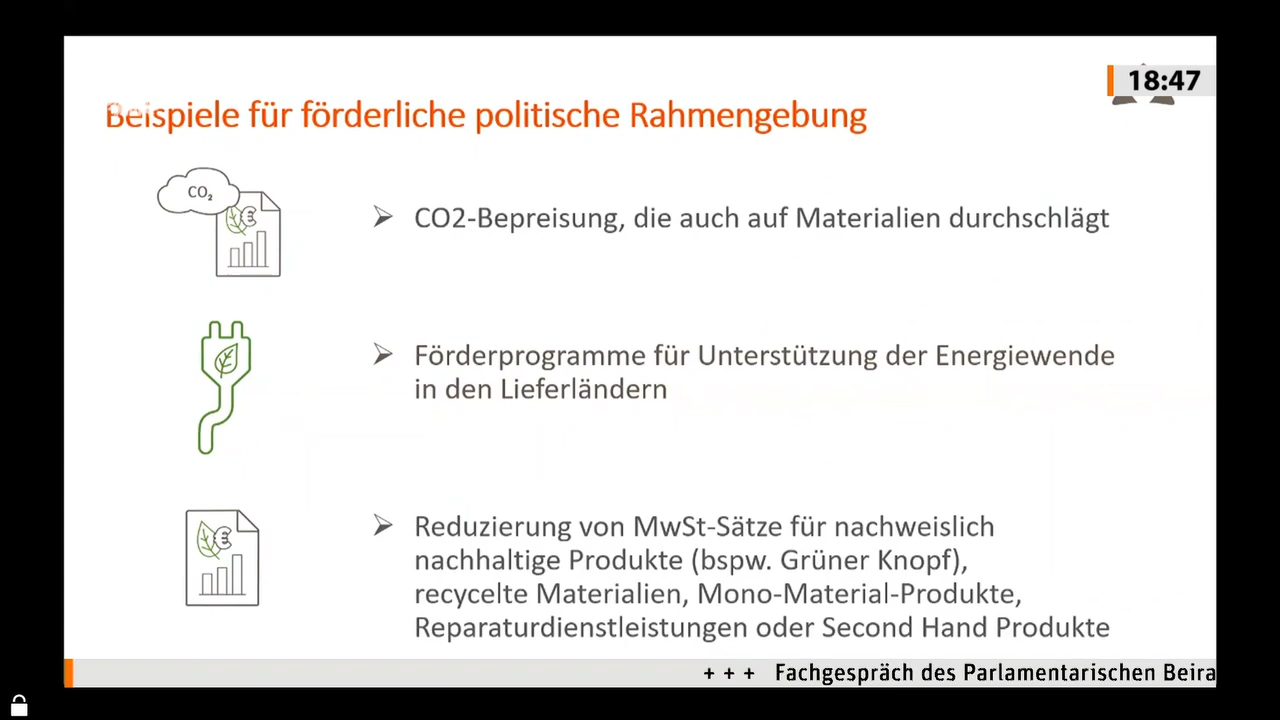 18:47
Beispiele für förderliche politische Rahmengebung
CO₂
€
➢ CO2-Bepreisung, die auch auf Materialien durchschlägt
➢ Förderprogramme für Unterstützung der Energiewende
in den Lieferländern
€
➢ Reduzierung von MwSt-Sätze für nachweislich
nachhaltige Produkte (bspw. Grüner Knopf),
recycelte Materialien, Mono-Material-Produkte,
Reparaturdienstleistungen oder Second Hand Produkte
+ + + Fachgespräch des Parlamentarischen Beira